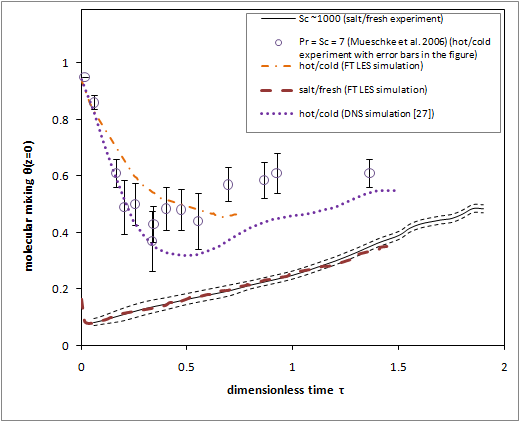 Sc ~1000 (salt/fresh experiment)
Pr = Sc = 7 (Mueschke et al. 2006) (hot/cold
experiment with error bars in the figure)
hot/cold (FT LES simulation)
salt/fresh (FT LES simulation)
hot/cold (DNS simulation [27])
molecular mixing θ(z=0)
1
0.8
0.6
0.4
0.2
0
0
0.5
1
1.5
2
dimensionless time τ